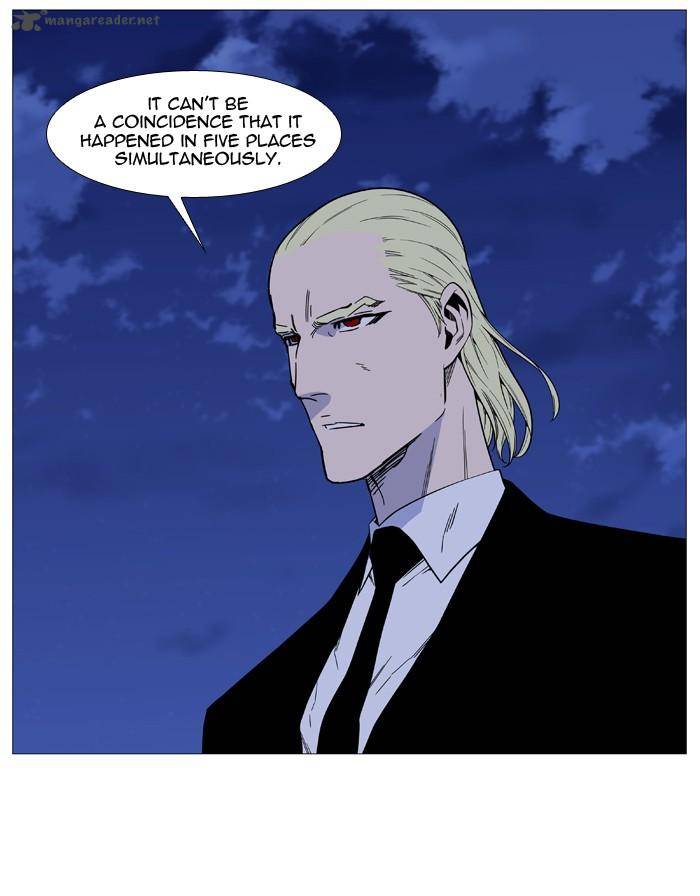 mangareader.net
IT CAN'T BE
A COINCIDENCE THAT IT
HAPPENED IN FIVE PLACES
SIMULTANEOUSLY.